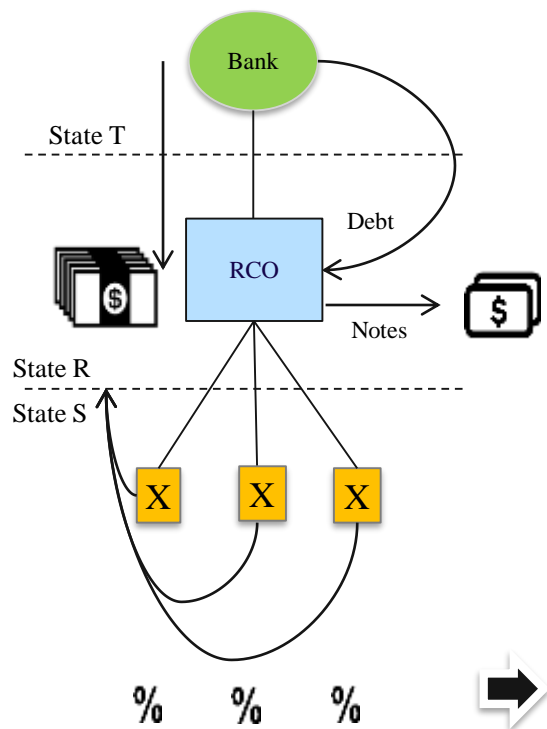 Bank
State T
Debt
$
RCO
$
Notes
State R
State S
X X X
% % %